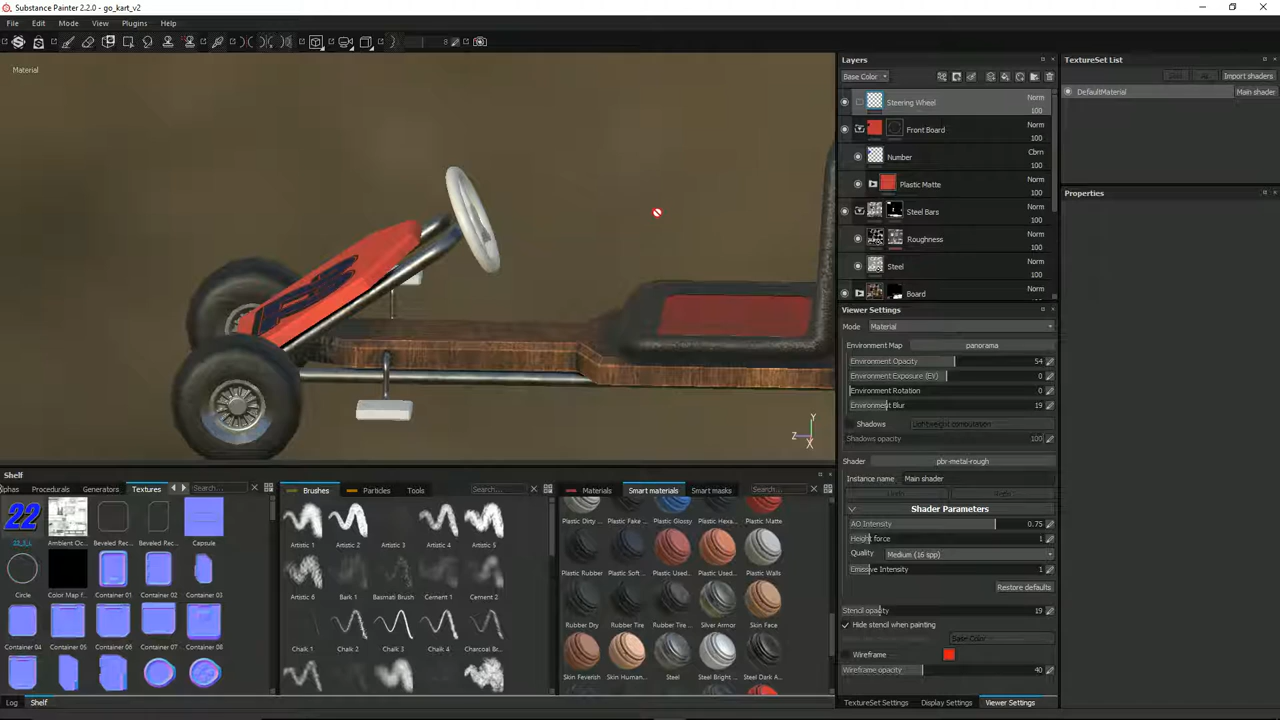 Substance Painter 2.2.0 - go_kart_v2
File Edit Mode View Plugins Help
8
Material
Layers
Base Color
Steering Wheel Norm 100
Front Board Norm 100
Number Cbrn 100
Plastic Matte Norm 100
Steel Bars Norm 100
Roughness Norm 100
Steel Norm 100
Board Norm
TextureSet List
Import shaders
DefaultMaterial Main shader
Properties
Viewer Settings
Mode Material
Environment Map panorama
Environment Opacity 54
Environment Exposure (EV) 0
Environment Rotation 0
Environment Blur 19
Shadows Lightweight computation
Shadows opacity 100
Shader pbr-metal-rough
Instance name Main shader
Shader Parameters
AO Intensity 0.75
Height force 1
Quality Medium (16 spp)
Emissive Intensity 1
Restore defaults
Stencil opacity 19
Hide stencil when painting
Base Color
Wireframe
Wireframe opacity 40
TextureSet Settings Display Settings Viewer Settings
Y
Z
X
Shelf
phas Procedurals Generators Textures Search...
22
22_3_L Ambient Oc... Beveled Rec... Beveled Rec... Capsule
Circle Color Map f... Container 01 Container 02 Container 03
Container 04 Container 05 Container 06 Container 07 Container 08
Brushes Particles Tools Search...
Artistic 1 Artistic 2 Artistic 3 Artistic 4 Artistic 5
Artistic 6 Bark 1 Basmati Brush Cement 1 Cement 2
Chalk 1 Chalk 2 Chalk 3 Chalk 4 Charcoal Br...
Materials Smart materials Smart masks Search...
Plastic Dirty ... Plastic Fake ... Plastic Glossy Plastic Hexa... Plastic Matte
Plastic Rubber Plastic Soft ... Plastic Used... Plastic Used... Plastic Walls
Rubber Dry Rubber Tire Rubber Tire ... Silver Armor Skin Face
Skin Feverish Skin Human... Steel Steel Bright ... Steel Dark A...
Log Shelf